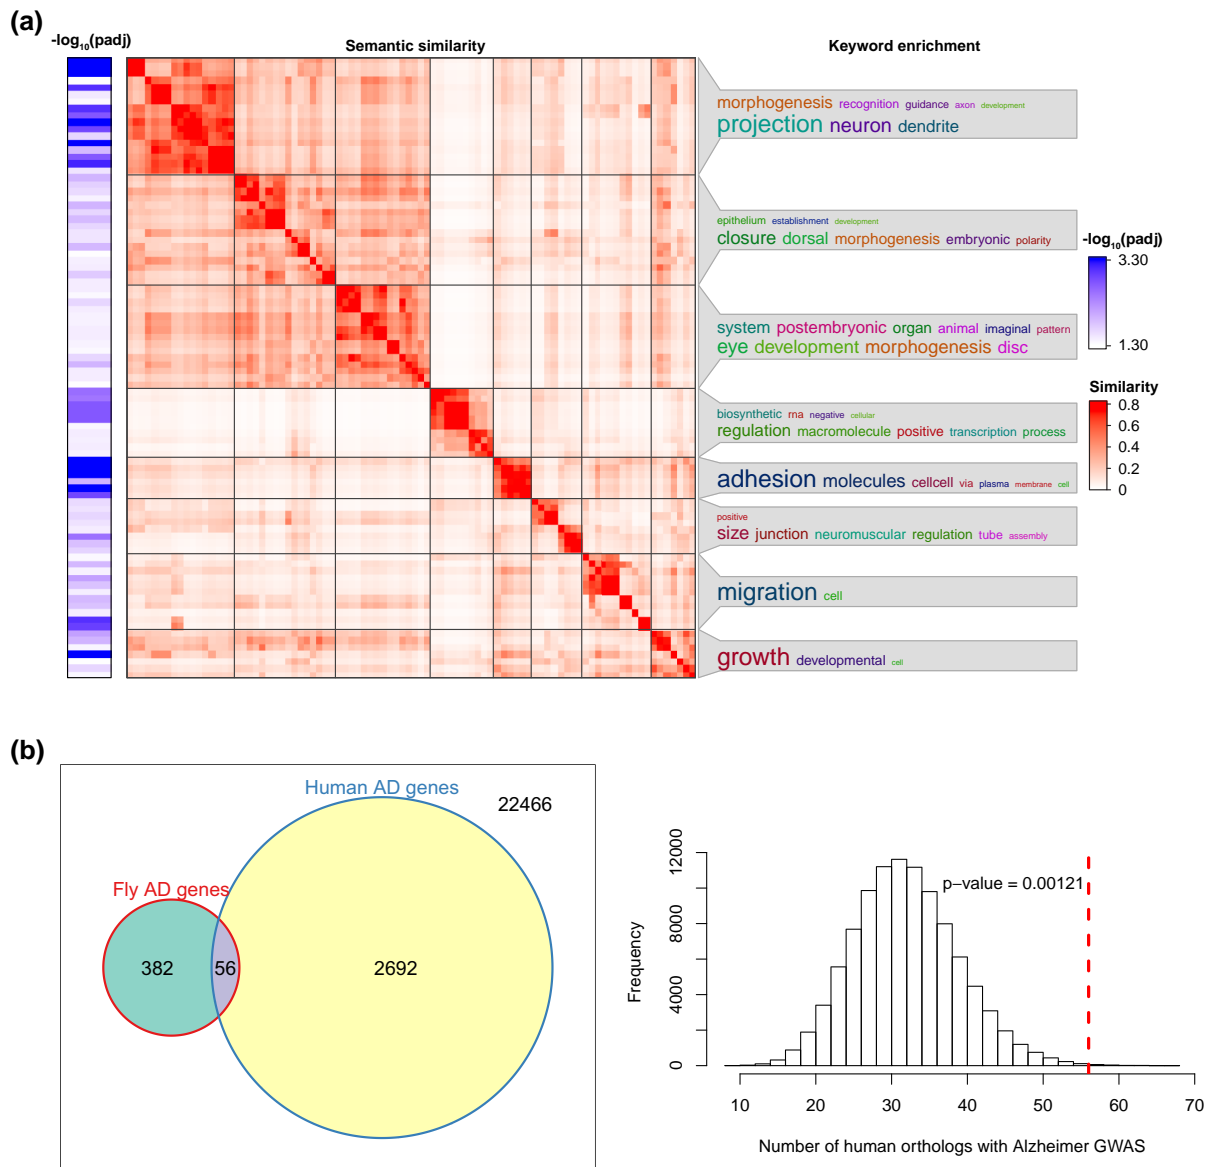 (a)
-log10(padj)
Semantic similarity
Keyword enrichment
morphogenesis recognition guidance axon development
projection neuron dendrite
epithelium establishment development
closure dorsal morphogenesis embryonic polarity
system postembryonic organ animal imaginal pattern
eye development morphogenesis disc
biosynthetic rna negative cellular
regulation macromolecule positive transcription process
adhesion molecules cellcell via plasma membrane cell
positive
size junction neuromuscular regulation tube assembly
migration cell
growth developmental cell
-log10(padj)
3.30
1.30
Similarity
0.8
0.6
0.4
0.2
0
(b)
Human AD genes
22466
Fly AD genes
382
56
2692
Frequency
12000
8000
4000
0
p−value = 0.00121
10 20 30 40 50 60 70
Number of human orthologs with Alzheimer GWAS